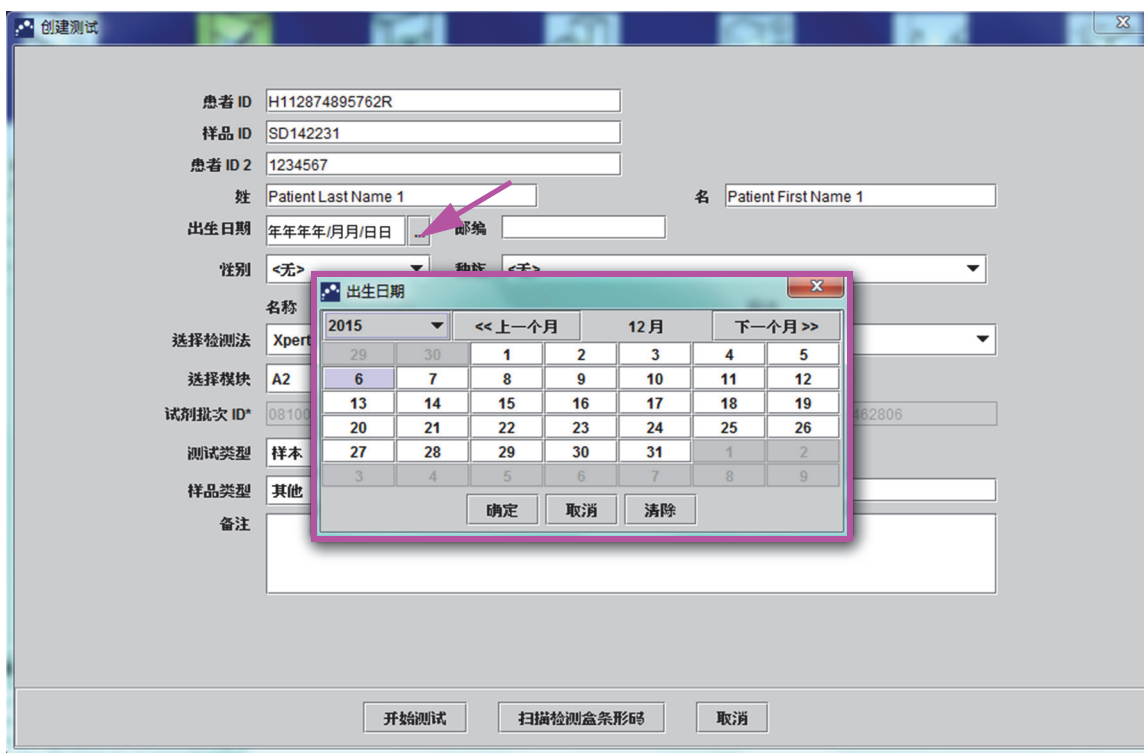 创建测试
患者 ID H112874895762R
样品 ID SD142231
患者 ID 2 1234567
姓 Patient Last Name 1 名 Patient First Name 1
出生日期 年年年年/月月/日日 ... 邮编
性别 <无> 种族 <无>
名称
选择检测法 Xpert
选择模块 A2
试剂批次 ID* 08100 462806
测试类型 样本
样品类型 其他
备注
出生日期
2015 <<上一个月 12月 下一个月>>
29 30 1 2 3 4 5
6 7 8 9 10 11 12
13 14 15 16 17 18 19
20 21 22 23 24 25 26
27 28 29 30 31 1 2
3 4 5 6 7 8 9
确定 取消 清除
开始测试 扫描检测盒条形码 取消